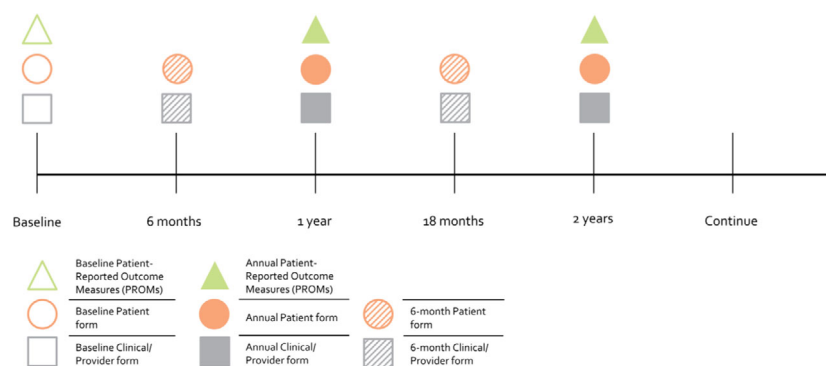 Baseline
6 months
1 year
18 months
2 years
Continue
Baseline Patient-
Reported Outcome
Measures (PROMs)
Annual Patient-
Reported Outcome
Measures (PROMs)
Baseline Patient
form
Annual Patient form
6-month Patient
form
Baseline Clinical/
Provider form
Annual Clinical/
Provider form
6-month Clinical/
Provider form